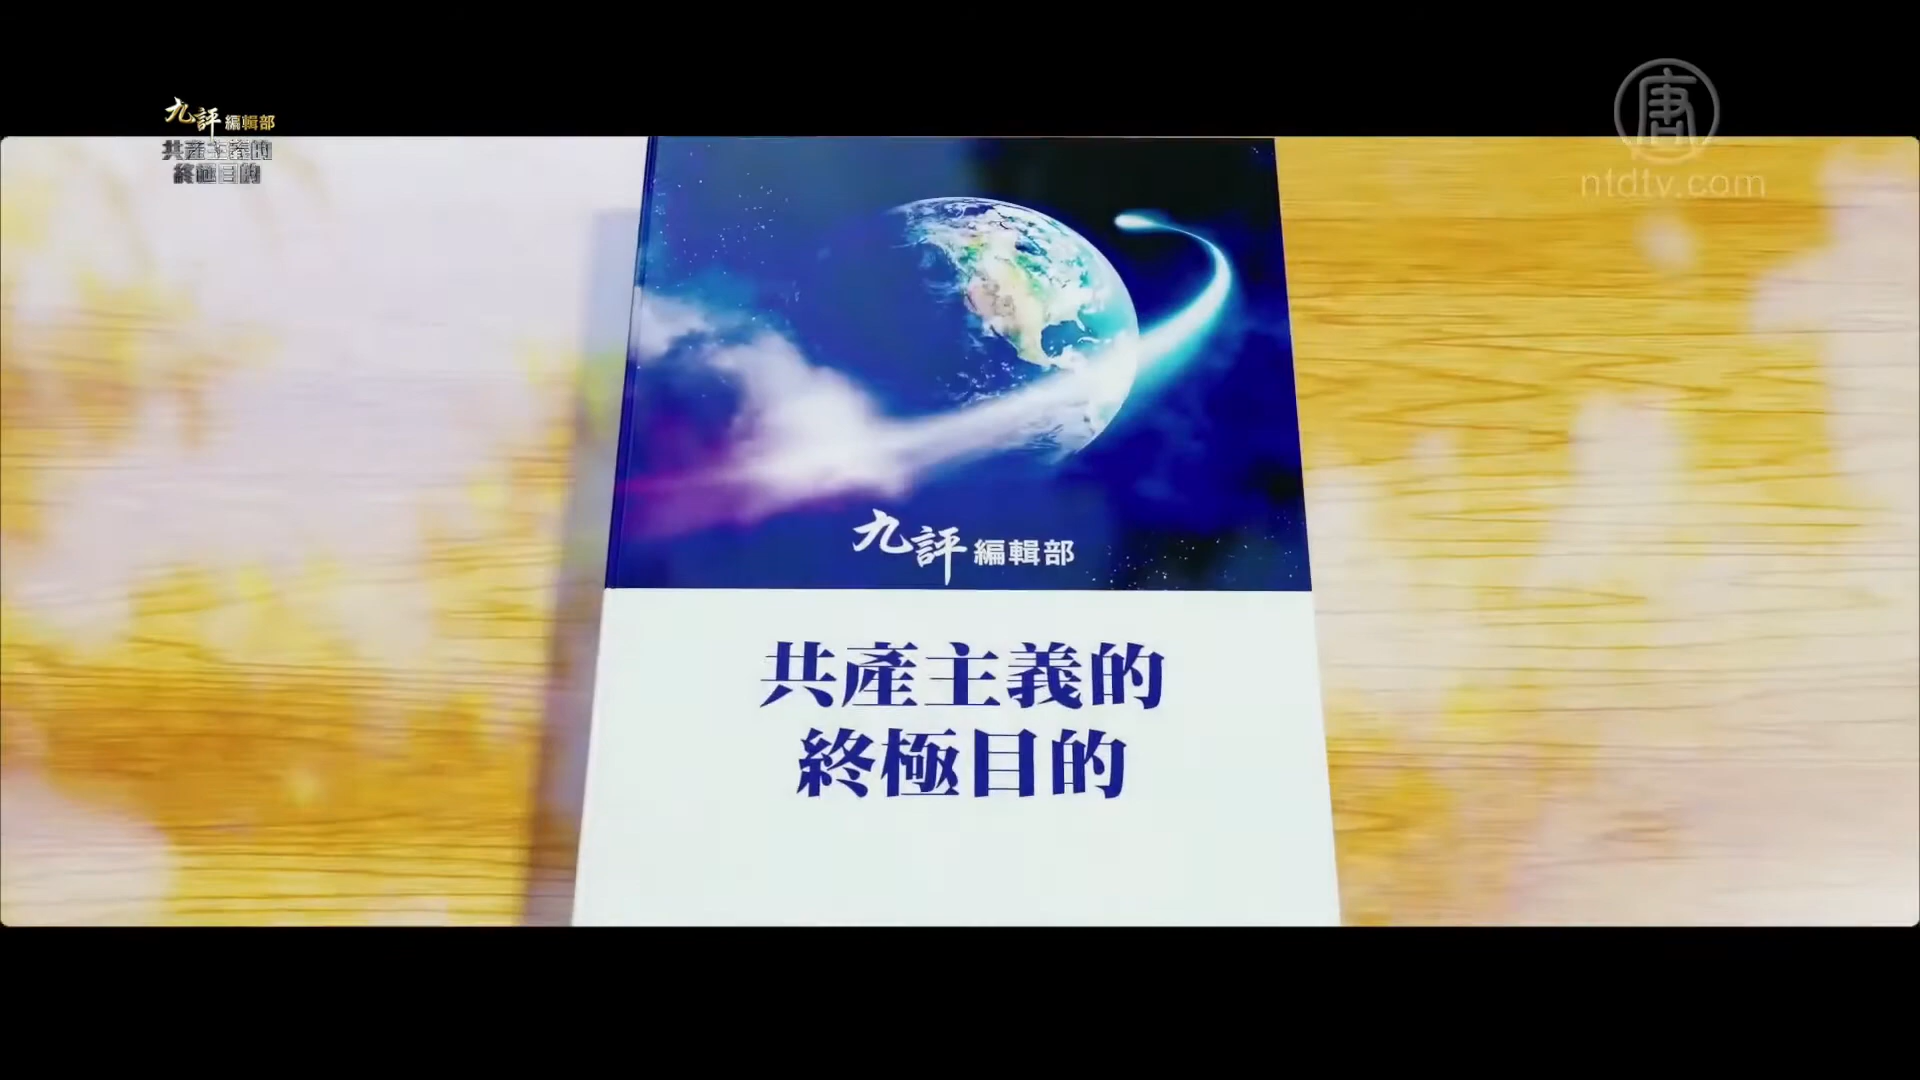 九評編輯部
共產主義的
終極目的
唐
ntdtv.com
九評編輯部
共產主義的
終極目的